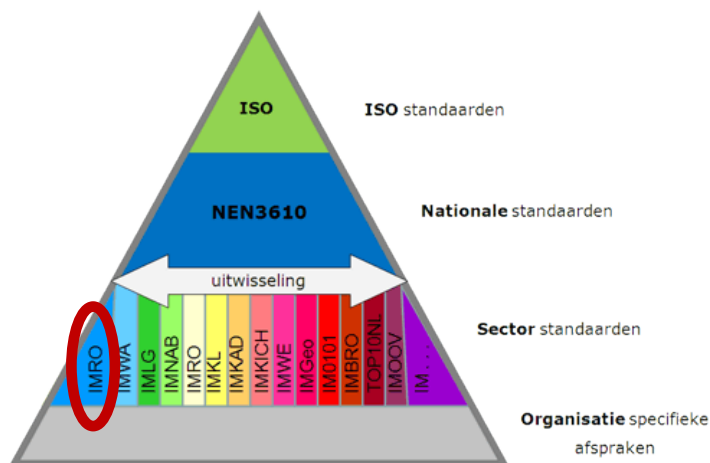 ISO
ISO standaarden
NEN3610
Nationale standaarden
uitwisseling
Sector standaarden
IMRO
IMWA
IMLG
IMNAB
IMRO
IMKL
IMKAD
IMKICH
IMWE
IMGeo
IM0101
IMBRO
TOP10NL
IMOOV
IM . . .
Organisatie specifieke
afspraken